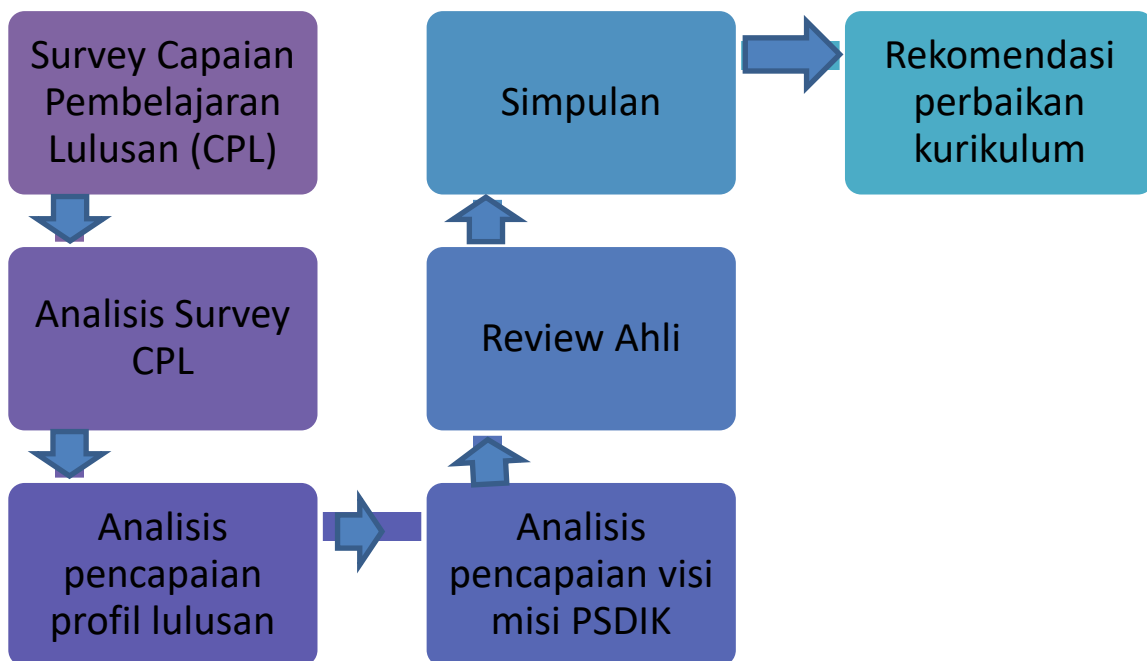 Survey Capaian
Pembelajaran
Lulusan (CPL)
Analisis Survey
CPL
Analisis
pencapaian
profil lulusan
Analisis
pencapaian visi
misi PSDIK
Review Ahli
Simpulan
Rekomendasi
perbaikan
kurikulum